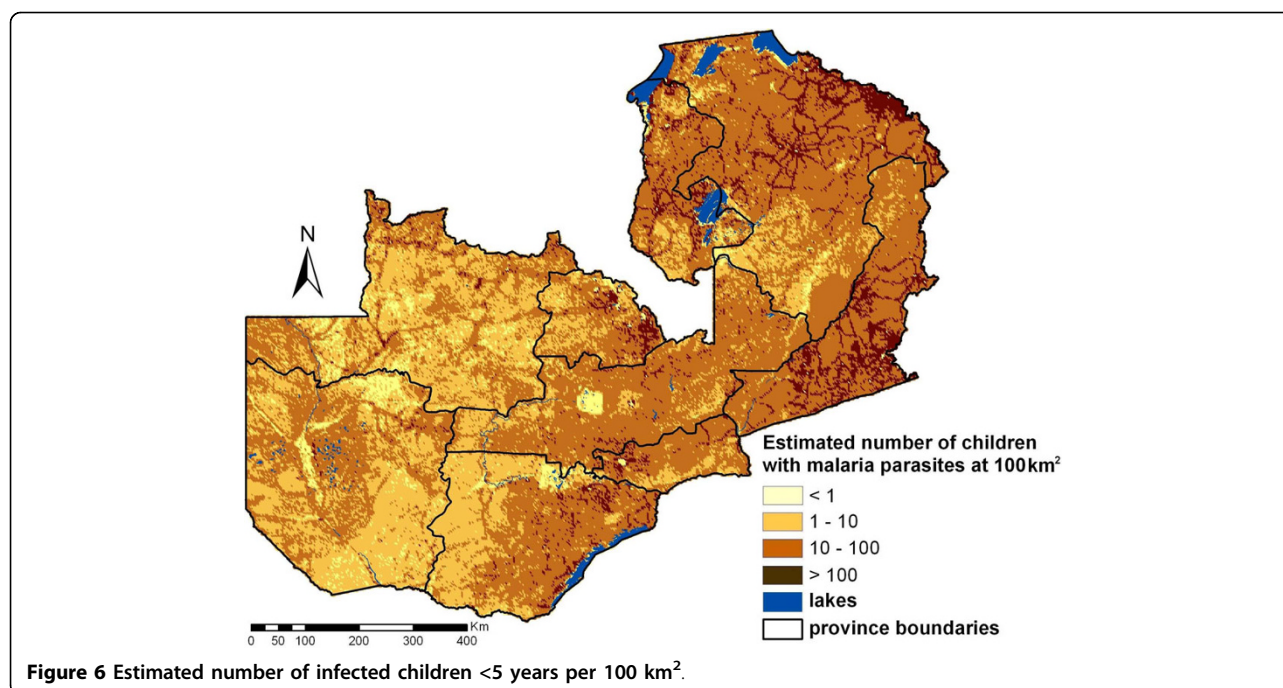 N
Estimated number of children
with malaria parasites at 100km²
< 1
1 - 10
10 - 100
> 100
lakes
province boundaries
Km
0 50 100 200 300 400
Figure 6 Estimated number of infected children <5 years per 100 km².